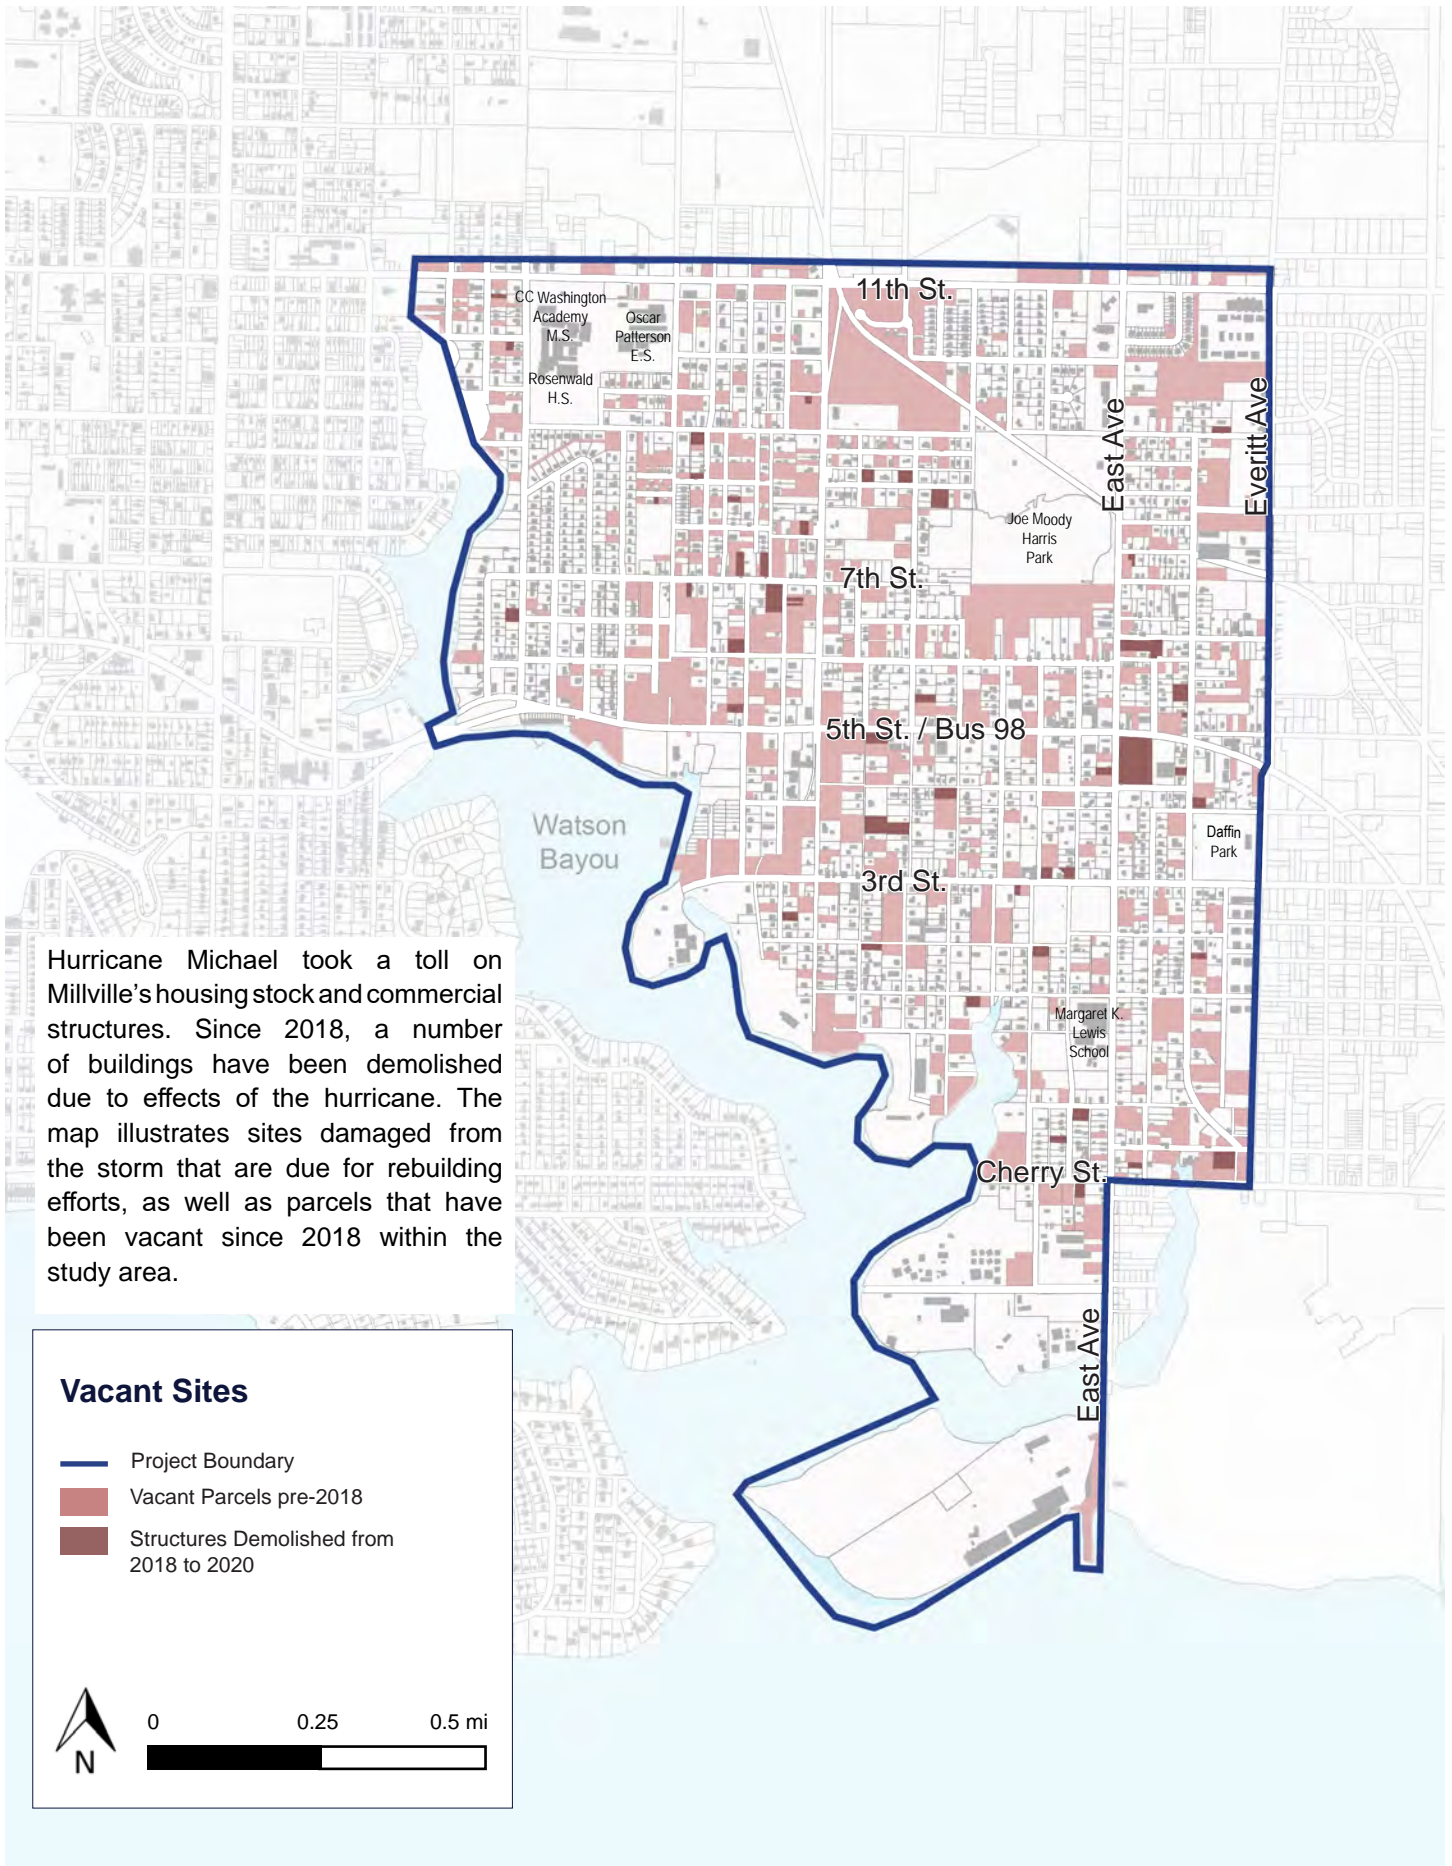 11th St.
CC Washington
Academy
M.S.
Oscar
Patterson
E.S.
Rosenwald
H.S.
East Ave
Everitt Ave
Joe Moody
Harris
Park
7th St.
5th St. / Bus 98
Watson
Bayou
Daffin
Park
3rd St.
Hurricane Michael took a toll on
Millville’s housing stock and commercial
structures. Since 2018, a number
of buildings have been demolished
due to effects of the hurricane. The
map illustrates sites damaged from
the storm that are due for rebuilding
efforts, as well as parcels that have
been vacant since 2018 within the
study area.
Margaret K.
Lewis
School
Cherry St.
East Ave
Vacant Sites
Project Boundary
Vacant Parcels pre-2018
Structures Demolished from
2018 to 2020
N
0 0.25 0.5 mi